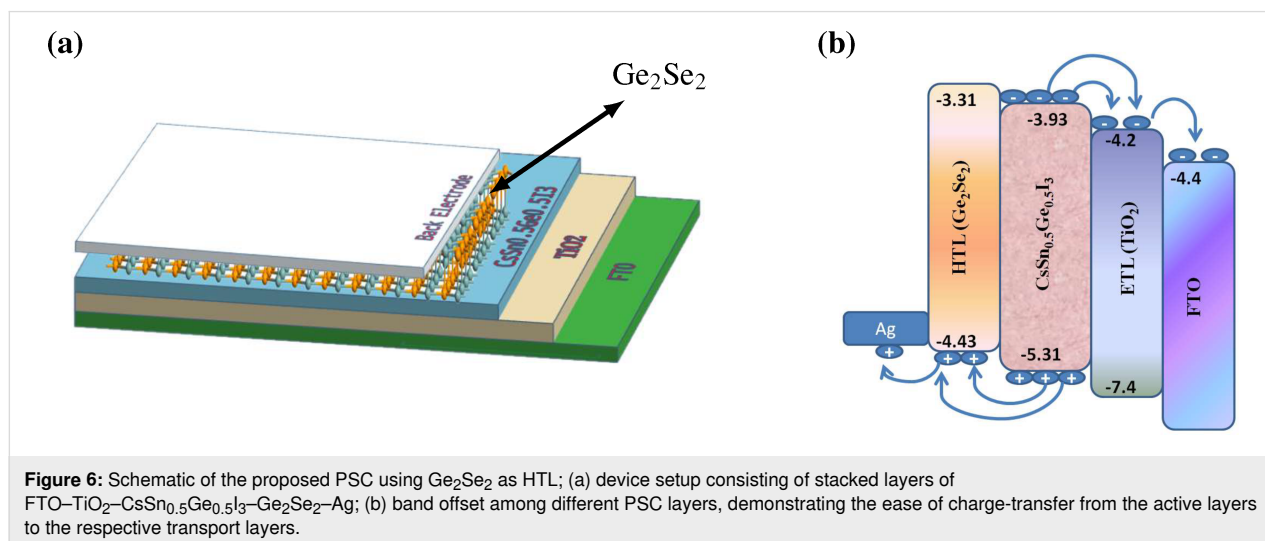 (a)
Ge₂Se₂
Back Electrode
CsSn0.5Ge0.5I3
TiO2
FTO
(b)
-3.31
-3.93
-4.2
-4.4
HTL (Ge₂Se₂)
CsSn₀.₅Ge₀.₅I₃
ETL (TiO₂)
FTO
Ag
-4.43
-5.31
-7.4
- - -
- -
- -
+
+ +
+ + +
Figure 6: Schematic of the proposed PSC using Ge₂Se₂ as HTL; (a) device setup consisting of stacked layers of
FTO–TiO₂–CsSn₀.₅Ge₀.₅I₃–Ge₂Se₂–Ag; (b) band offset among different PSC layers, demonstrating the ease of charge-transfer from the active layers
to the respective transport layers.